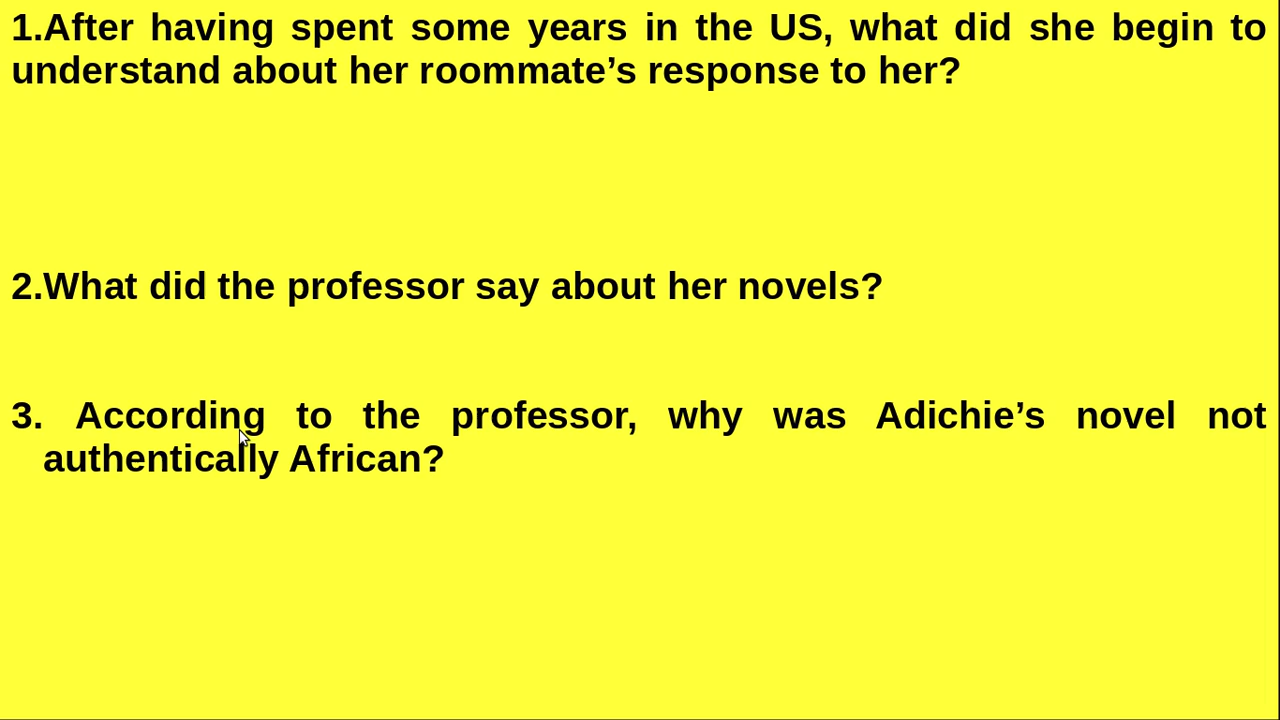 1.After having spent some years in the US, what did she begin to
understand about her roommate’s response to her?
2.What did the professor say about her novels?
3. According to the professor, why was Adichie’s novel not
authentically African?